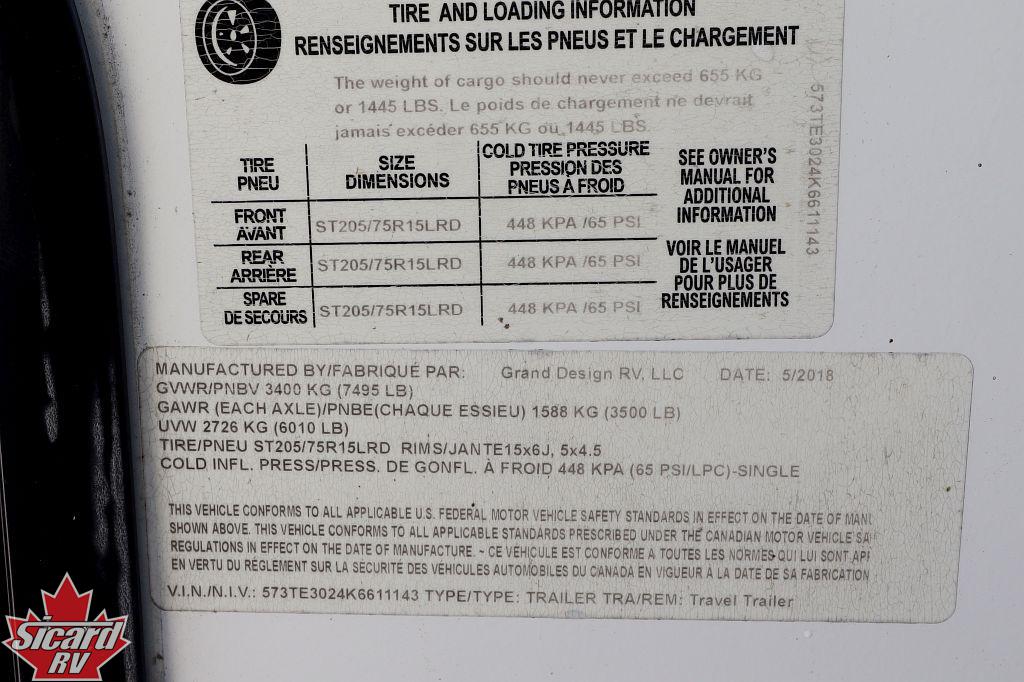 TIRE AND LOADING INFORMATION
RENSEIGNEMENTS SUR LES PNEUS ET LE CHARGEMENT
The weight of cargo should never exceed 655 KG
or 1445 LBS. Le poids de chargement ne devrait
jamais excéder 655 KG ou 1445 LBS.
TIRE
PNEU
SIZE
DIMENSIONS
COLD TIRE PRESSURE
PRESSION DES
PNEUS À FROID
SEE OWNER'S
MANUAL FOR
ADDITIONAL
INFORMATION
FRONT
AVANT
ST205/75R15LRD
448 KPA /65 PSI
REAR
ARRIÈRE
ST205/75R15LRD
448 KPA /65 PSI
SPARE
DE SECOURS
ST205/75R15LRD
448 KPA /65 PSI
VOIR LE MANUEL
DE L'USAGER
POUR PLUS DE
RENSEIGNEMENTS
573TE3024K6611143
MANUFACTURED BY/FABRIQUÉ PAR: Grand Design RV, LLC DATE: 5/2018
GVWR/PNBV 3400 KG (7495 LB)
GAWR (EACH AXLE)/PNBE(CHAQUE ESSIEU) 1588 KG (3500 LB)
UVW 2726 KG (6010 LB)
TIRE/PNEU ST205/75R15LRD RIMS/JANTE15x6J, 5x4.5
COLD INFL. PRESS/PRESS. DE GONFL. À FROID 448 KPA (65 PSI/LPC)-SINGLE
THIS VEHICLE CONFORMS TO ALL APPLICABLE U.S. FEDERAL MOTOR VEHICLE SAFETY STANDARDS IN EFFECT ON THE DATE OF
SHOWN ABOVE. THIS VEHICLE CONFORMS TO ALL APPLICABLE STANDARDS PRESCRIBED UNDER THE CANADIAN MOTOR VEHICLE
REGULATIONS IN EFFECT ON THE DATE OF MANUFACTURE. ~ CE VÉHICULE EST CONFORME A TOUTES LES NORMES QUI LUI SONT
EN VERTU DU RÉGLEMENT SUR LA SÉCURITÉ DES VEHICULES AUTOMOBILES DU CANADA EN VIGUEUR À LA DATE DE SA FABRICATION
V.I.N./N.I.V.: 573TE3024K6611143 TYPE/TYPE: TRAILER TRA/REM: Travel Trailer
Sicard
RV